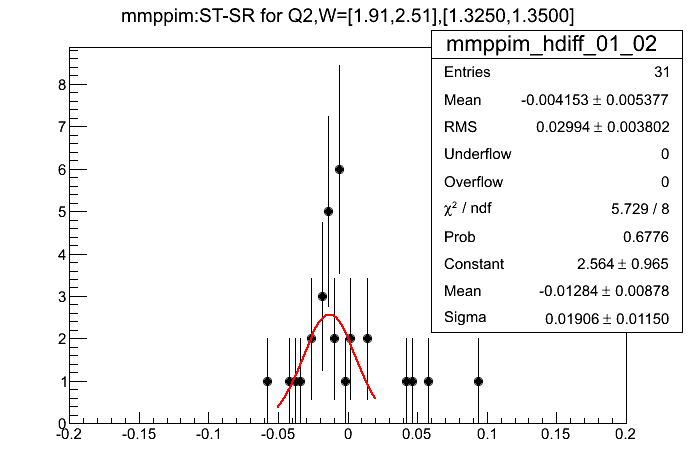 mmppim:ST-SR for Q2,W=[1.91,2.51],[1.3250,1.3500]
mmppim_hdiff_01_02
Entries 31
Mean -0.004153 ± 0.005377
RMS 0.02994 ± 0.003802
Underflow 0
Overflow 0
χ² / ndf 5.729 / 8
Prob 0.6776
Constant 2.564 ± 0.965
Mean -0.01284 ± 0.00878
Sigma 0.01906 ± 0.01150
8
7
6
5
4
3
2
1
0
-0.2 -0.15 -0.1 -0.05 0 0.05 0.1 0.15 0.2